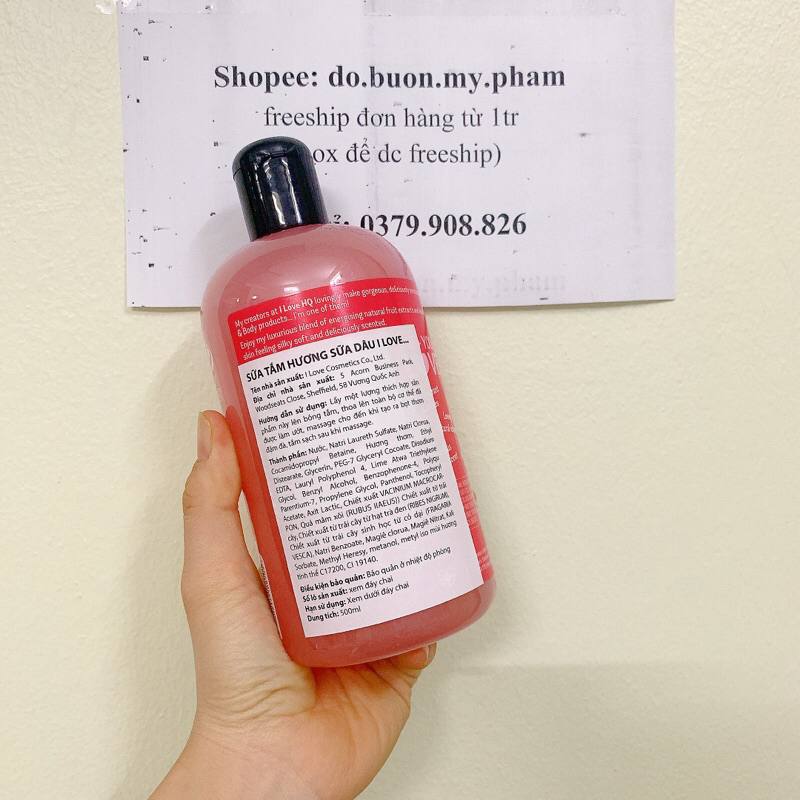 Shopee: do.buon.my.pham
freeship đơn hàng từ 1tr
ox để dc freeship)
0379.908.826
My creators at I Love HQ lovingly make gorgeous, deliciously
& Body products... I'm one of them!
Enjoy my luxurious blend of energising natural fruit extracts
skin feeling silky soft and deliciously scented.
SỮA TẮM HƯƠNG SỮA DÂU I LOVE...
Tên nhà sản xuất: I Love Cosmetics Co., Ltd.
Địa chỉ nhà sản xuất: 5 Acorn Business Park,
Woodseats Close, Sheffield, S8 Vương Quốc Anh
Hướng dẫn sử dụng: Lấy một lượng thích hợp sản
phẩm này lên bông tắm, thoa lên toàn bộ cơ thể đã
được làm ướt, massage cho đến khi tạo ra bọt thơm
đậm đà, tắm sạch sau khi massage.
Thành phần: Nước, Natri Laureth Sulfate, Natri Clorua,
Cocamidopropyl Betaine, Hương thơm, Ethyl
Distearate, Glycerin, PEG-7 Glyceryl Cocoate, Disodium
EDTA, Lauryl Polyphenol 4, Lime Atwa Triethylene
Glycol, Benzyl Alcohol, Benzophenone-4, Polyqu
Parentium-7, Propylene Glycol, Panthenol, Tocopheryl
Acetate, Axit Lactic, Chiết xuất VACINIUM MACROCAR-
PON, Quả mâm xôi (RUBUS IIAEUS)) Chiết xuất từ trái
cây, Chiết xuất từ trái cây từ hạt tra đen (RIBES NIGRUM),
Chiết xuất từ trái cây sinh học từ cỏ dại (FRAGARIA
VESCA), Natri Benzoate, Magiê clorua, Magiê Nitrat, Kali
Sorbate, Methyl Heresy, metanol, metyl iso mùi hương
tinh thể C17200, CI 19140.
Điều kiện bảo quản: Bảo quản ở nhiệt độ phòng
Số lô sản xuất: xem đáy chai
Hạn sử dụng: Xem dưới đáy chai
Dung tích: 500ml